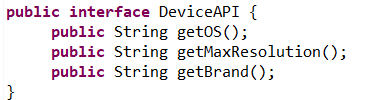 public interface DeviceAPI {
    public String getOS();
    public String getMaxResolution();
    public String getBrand();
}